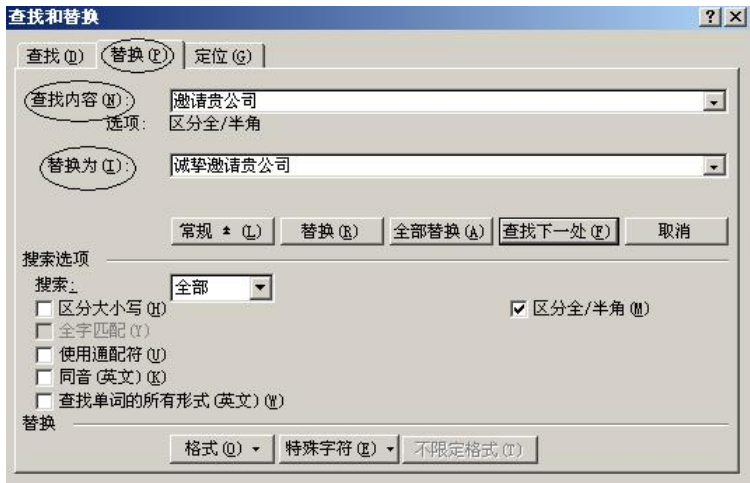 查找和替换
查找(D) 替换(P) 定位(G)
查找内容(N): 邀请贵公司
选项: 区分全/半角
替换为(I): 诚挚邀请贵公司
常规 (L) 替换(R) 全部替换(A) 查找下一处(F) 取消
搜索选项
搜索: 全部
区分大小写(H) 区分全/半角(M)
全字匹配(Y)
使用通配符(U)
同音(英文)(K)
查找单词的所有形式(英文)(W)
替换
格式(O) 特殊字符(E) 不限定格式(T)